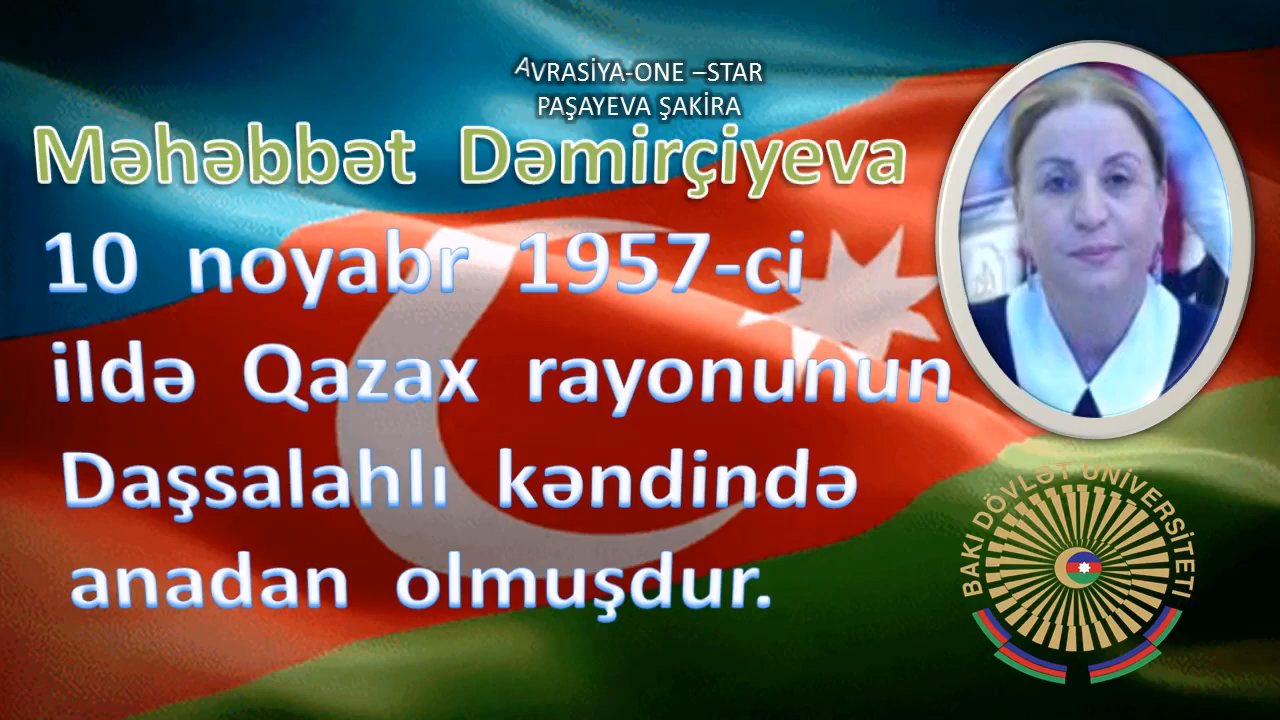 AVRASİYA-ONE –STAR
PAŞAYEVA ŞAKİRA
Məhəbbət Dəmirçiyeva
10 noyabr 1957-ci
ildə Qazax rayonunun
Daşsalahlı kəndində
anadan olmuşdur.
BAKI DÖVLƏT UNİVERSİTETİ